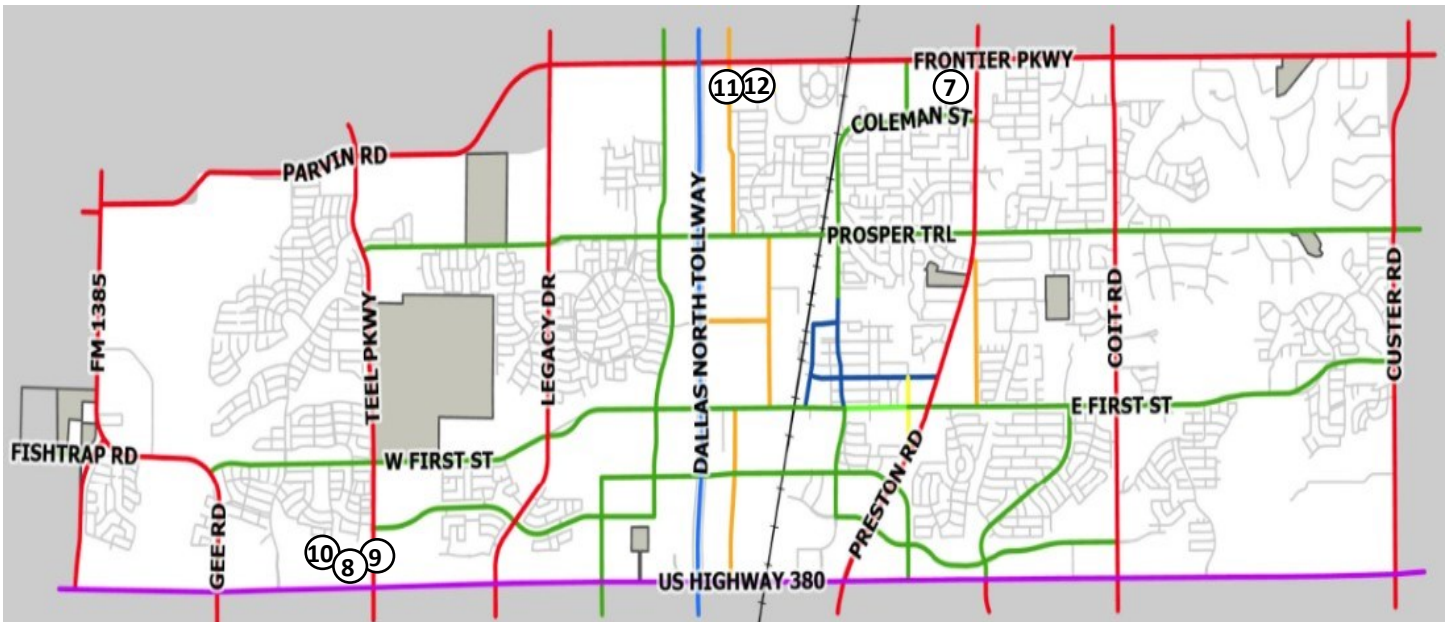 FRONTIER PKWY
11
12
7
COLEMAN ST
PARVIN RD
PROSPER TRL
FM 1385
TEEL PKWY
LEGACY DR
DALLAS NORTH TOLLWAY
COIT RD
CUSTER RD
E FIRST ST
FISHTRAP RD
W FIRST ST
PRESTON RD
GEE RD
10
8
9
US HIGHWAY 380